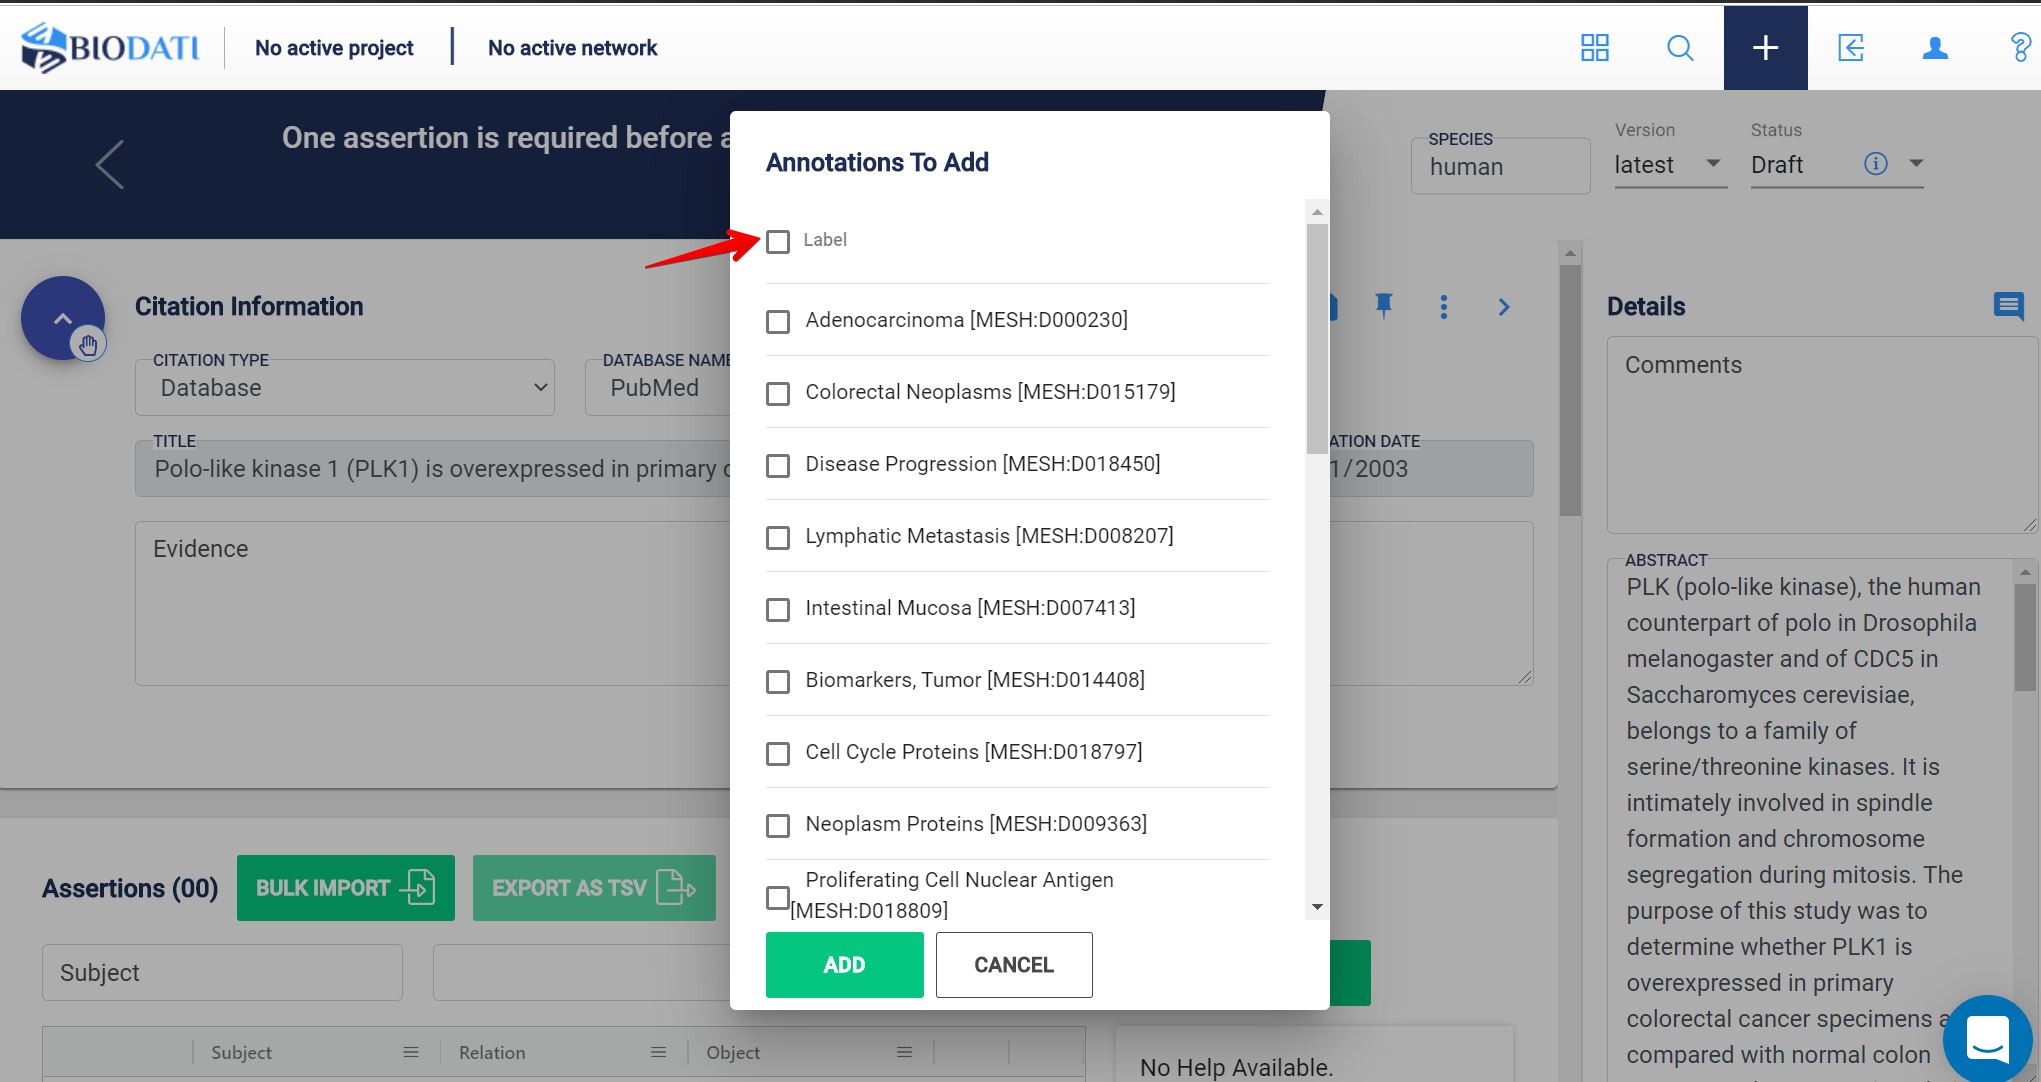 BIODATI
No active project
No active network
One assertion is required before a
SPECIES
human
Version
latest
Status
Draft
Citation Information
CITATION TYPE
Database
DATABASE NAME
PubMed
TITLE
Polo-like kinase 1 (PLK1) is overexpressed in primary c
ATION DATE
1/2003
Evidence
Annotations To Add
Label
Adenocarcinoma [MESH:D000230]
Colorectal Neoplasms [MESH:D015179]
Disease Progression [MESH:D018450]
Lymphatic Metastasis [MESH:D008207]
Intestinal Mucosa [MESH:D007413]
Biomarkers, Tumor [MESH:D014408]
Cell Cycle Proteins [MESH:D018797]
Neoplasm Proteins [MESH:D009363]
Proliferating Cell Nuclear Antigen
[MESH:D018809]
ADD
CANCEL
Details
Comments
ABSTRACT
PLK (polo-like kinase), the human
counterpart of polo in Drosophila
melanogaster and of CDC5 in
Saccharomyces cerevisiae,
belongs to a family of
serine/threonine kinases. It is
intimately involved in spindle
formation and chromosome
segregation during mitosis. The
purpose of this study was to
determine whether PLK1 is
overexpressed in primary
colorectal cancer specimens a
compared with normal colon
Assertions (00)
BULK IMPORT
EXPORT AS TSV
Subject
Subject
Relation
Object
No Help Available.